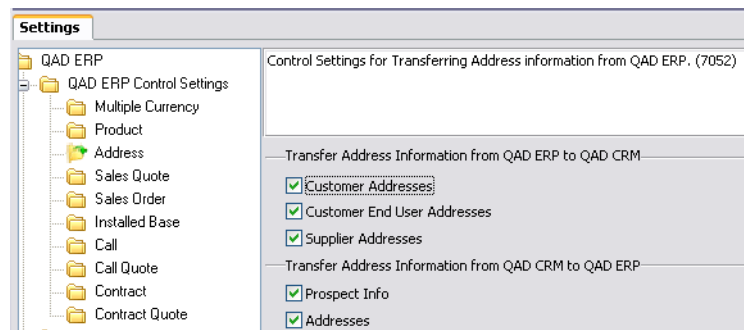 Settings
QAD ERP
QAD ERP Control Settings
Multiple Currency
Product
Address
Sales Quote
Sales Order
Installed Base
Call
Call Quote
Contract
Contract Quote
Control Settings for Transferring Address information from QAD ERP. (7052)
Transfer Address Information from QAD ERP to QAD CRM
Customer Addresses
Customer End User Addresses
Supplier Addresses
Transfer Address Information from QAD CRM to QAD ERP
Prospect Info
Addresses